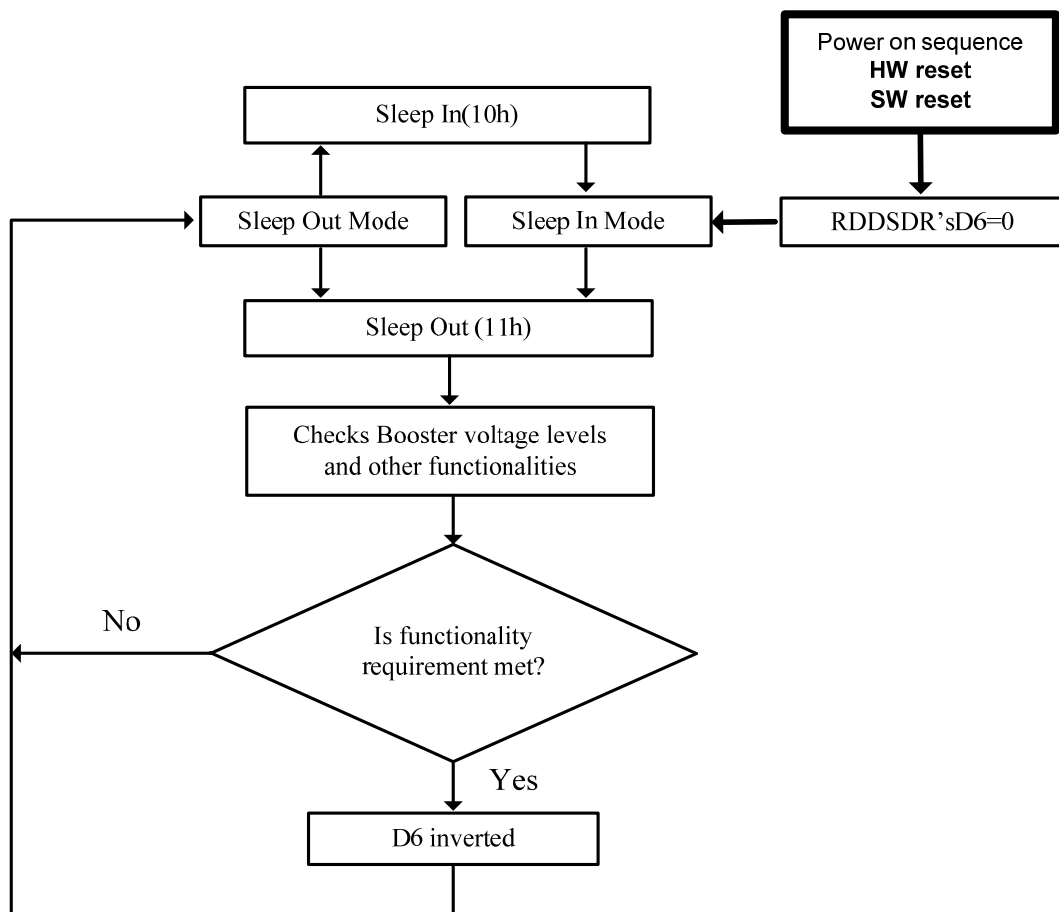 Power on sequence
HW reset
SW reset
Sleep In(10h)
Sleep Out Mode
Sleep In Mode
RDDSDR’sD6=0
Sleep Out (11h)
Checks Booster voltage levels
and other functionalities
No
Is functionality
requirement met?
Yes
D6 inverted